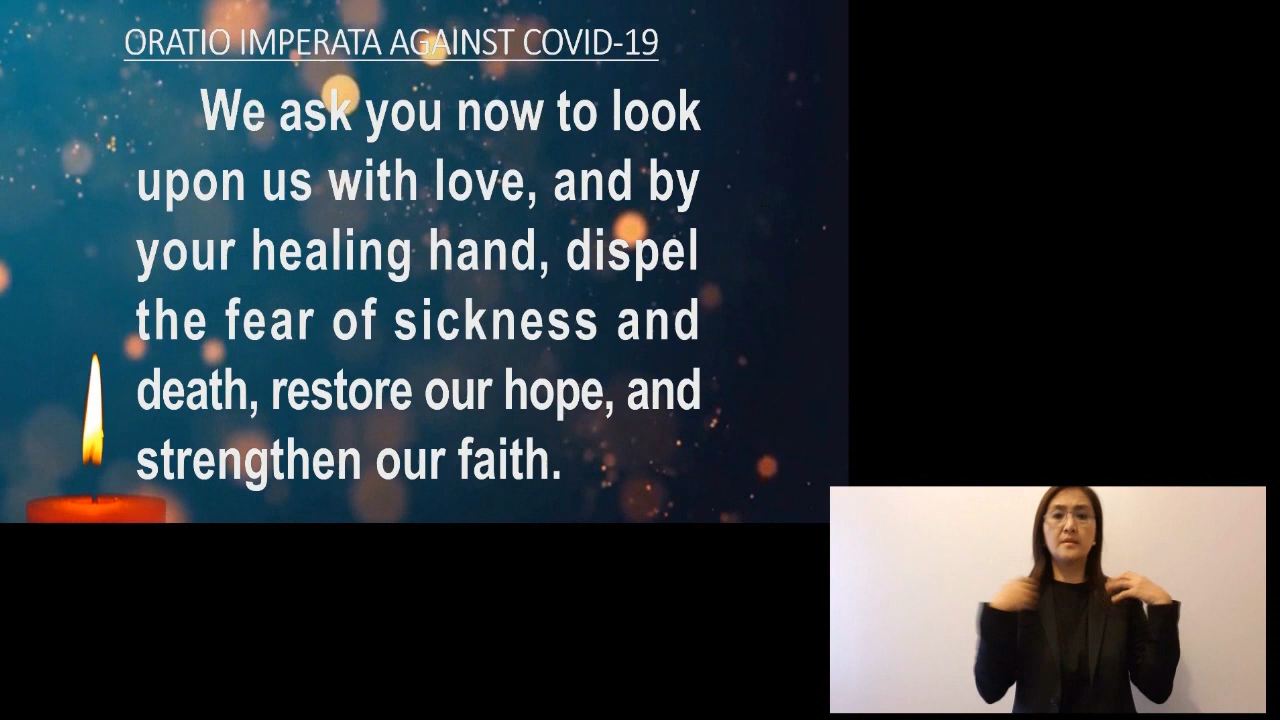 ORATIO IMPERATA AGAINST COVID-19
We ask you now to look
upon us with love, and by
your healing hand, dispel
the fear of sickness and
death, restore our hope, and
strengthen our faith.